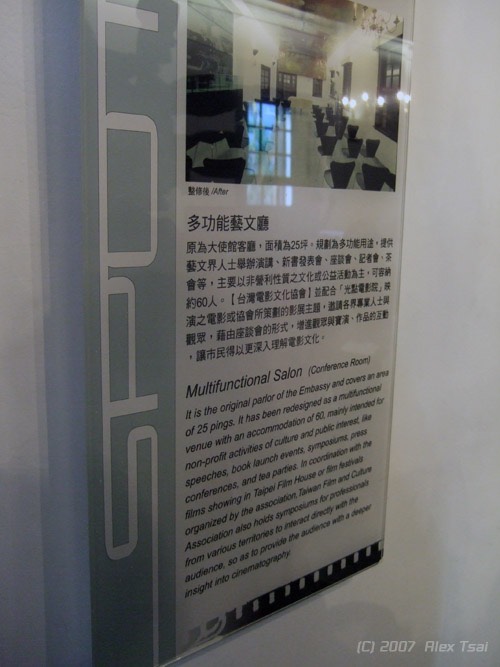 SPOT
整修後 /After
多功能藝文廳
原為大使館客廳，面積為25坪。規劃為多功能用途，提供
藝文界人士舉辦演講、新書發表會、座談會、記者會、茶
會等，主要以非營利性質之文化或公益活動為主，可容納
約60人。【台灣電影文化協會】並配合「光點電影院」映
演之電影或協會所策劃的影展主題，邀請各界專業人士與
觀眾，藉由座談會的形式，增進觀眾與實演、作品的互動
，讓市民得以更深入理解電影文化。
Multifunctional Salon (Conference Room)
It is the original parlor of the Embassy and covers an area
of 25 pings. It has been redesigned as a multifunctional
venue with an accommodation of 60, mainly intended for
non-profit activities of culture and public interest, like
speeches, book launch events, symposiums, press
conferences, and tea parties. In coordination with the
films showing in Taipei Film House or film festivals
organized by the association,Taiwan Film and Culture
Association also holds symposiums for professionals
from various territories to interact directly with the
audience, so as to provide the audience with a deeper
insight into cinematography.
(C) 2007 Alex Tsai